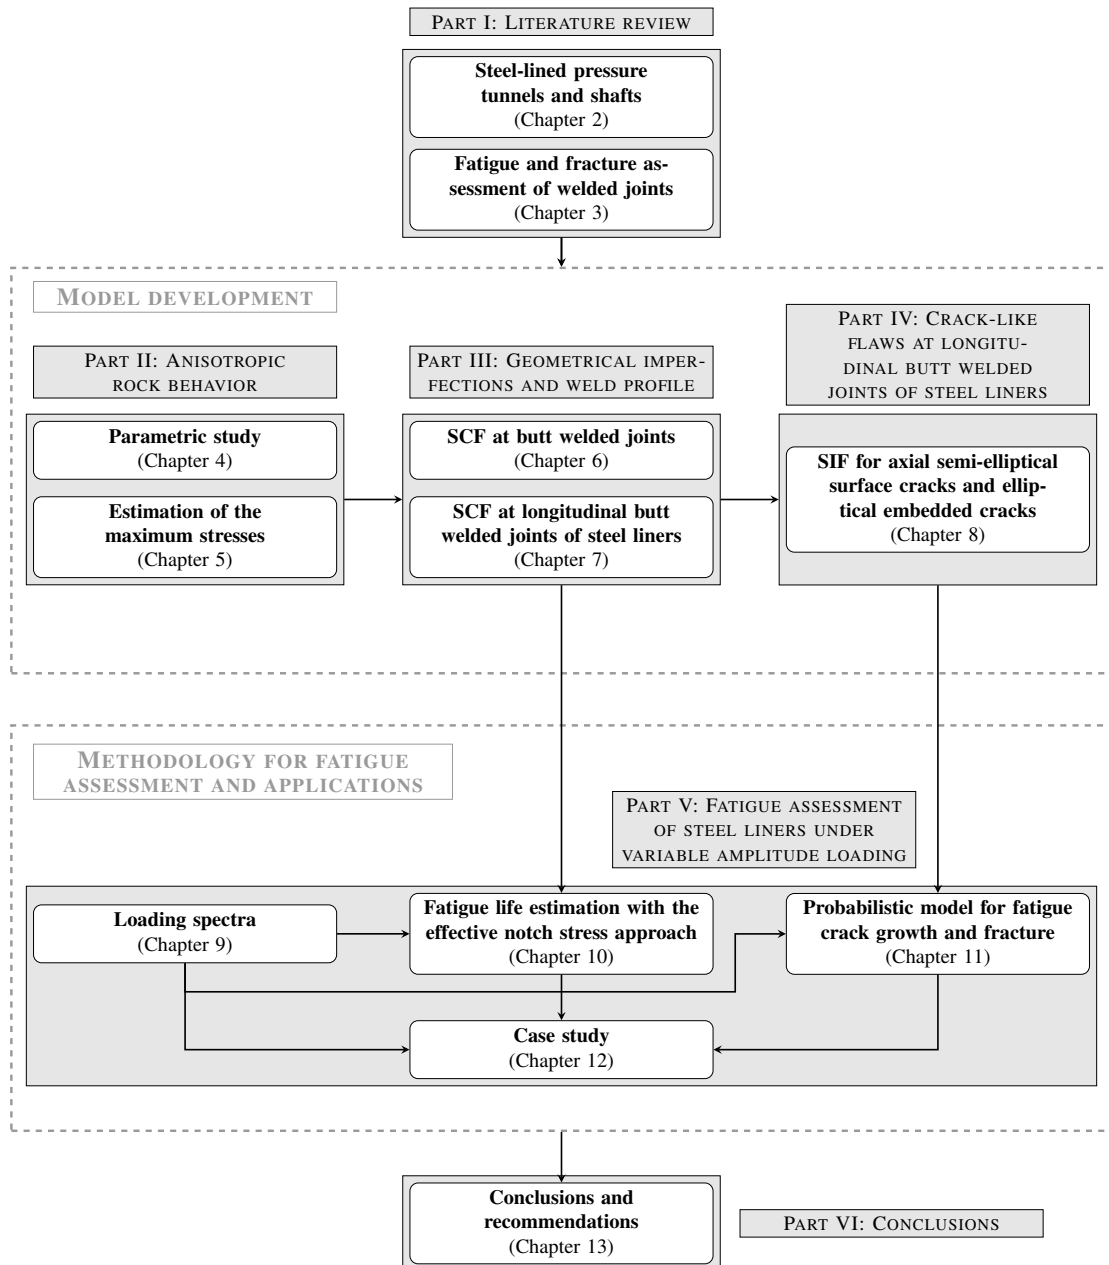 PART I: LITERATURE REVIEW
Steel-lined pressure
tunnels and shafts
(Chapter 2)
Fatigue and fracture as-
sessment of welded joints
(Chapter 3)
MODEL DEVELOPMENT
PART II: ANISOTROPIC
ROCK BEHAVIOR
Parametric study
(Chapter 4)
Estimation of the
maximum stresses
(Chapter 5)
PART III: GEOMETRICAL IMPER-
FECTIONS AND WELD PROFILE
SCF at butt welded joints
(Chapter 6)
SCF at longitudinal butt
welded joints of steel liners
(Chapter 7)
PART IV: CRACK-LIKE
FLAWS AT LONGITU-
DINAL BUTT WELDED
JOINTS OF STEEL LINERS
SIF for axial semi-elliptical
surface cracks and ellip-
tical embedded cracks
(Chapter 8)
METHODOLOGY FOR FATIGUE
ASSESSMENT AND APPLICATIONS
PART V: FATIGUE ASSESSMENT
OF STEEL LINERS UNDER
VARIABLE AMPLITUDE LOADING
Loading spectra
(Chapter 9)
Fatigue life estimation with the
effective notch stress approach
(Chapter 10)
Probabilistic model for fatigue
crack growth and fracture
(Chapter 11)
Case study
(Chapter 12)
Conclusions and
recommendations
(Chapter 13)
PART VI: CONCLUSIONS